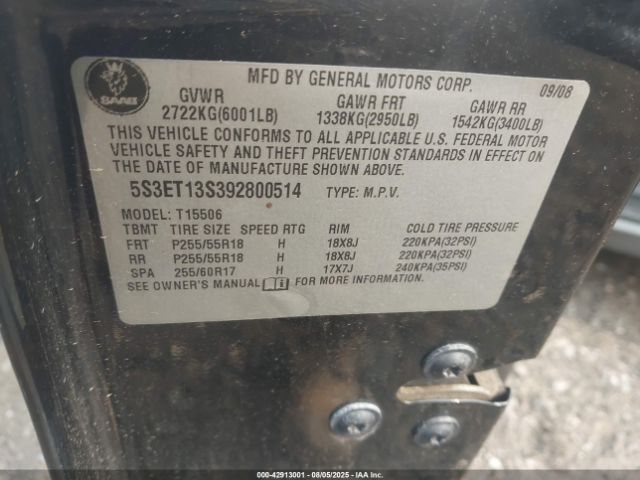 SAAB
MFD BY GENERAL MOTORS CORP. 09/08
GVWR GAWR FRT GAWR RR
2722KG(6001LB) 1338KG(2950LB) 1542KG(3400LB)
THIS VEHICLE CONFORMS TO ALL APPLICABLE U.S. FEDERAL MOTOR
VEHICLE SAFETY AND THEFT PREVENTION STANDARDS IN EFFECT ON
THE DATE OF MANUFACTURE SHOWN ABOVE.
5S3ET13S392800514 TYPE: M.P.V.
MODEL: T15506
TBMT TIRE SIZE SPEED RTG RIM COLD TIRE PRESSURE
FRT P255/55R18 H 18X8J 220KPA(32PSI)
RR P255/55R18 H 18X8J 220KPA(32PSI)
SPA 255/60R17 H 17X7J 240KPA(35PSI)
SEE OWNER'S MANUAL FOR MORE INFORMATION.
000-42913001 - 08/05/2025 - IAAI.COM